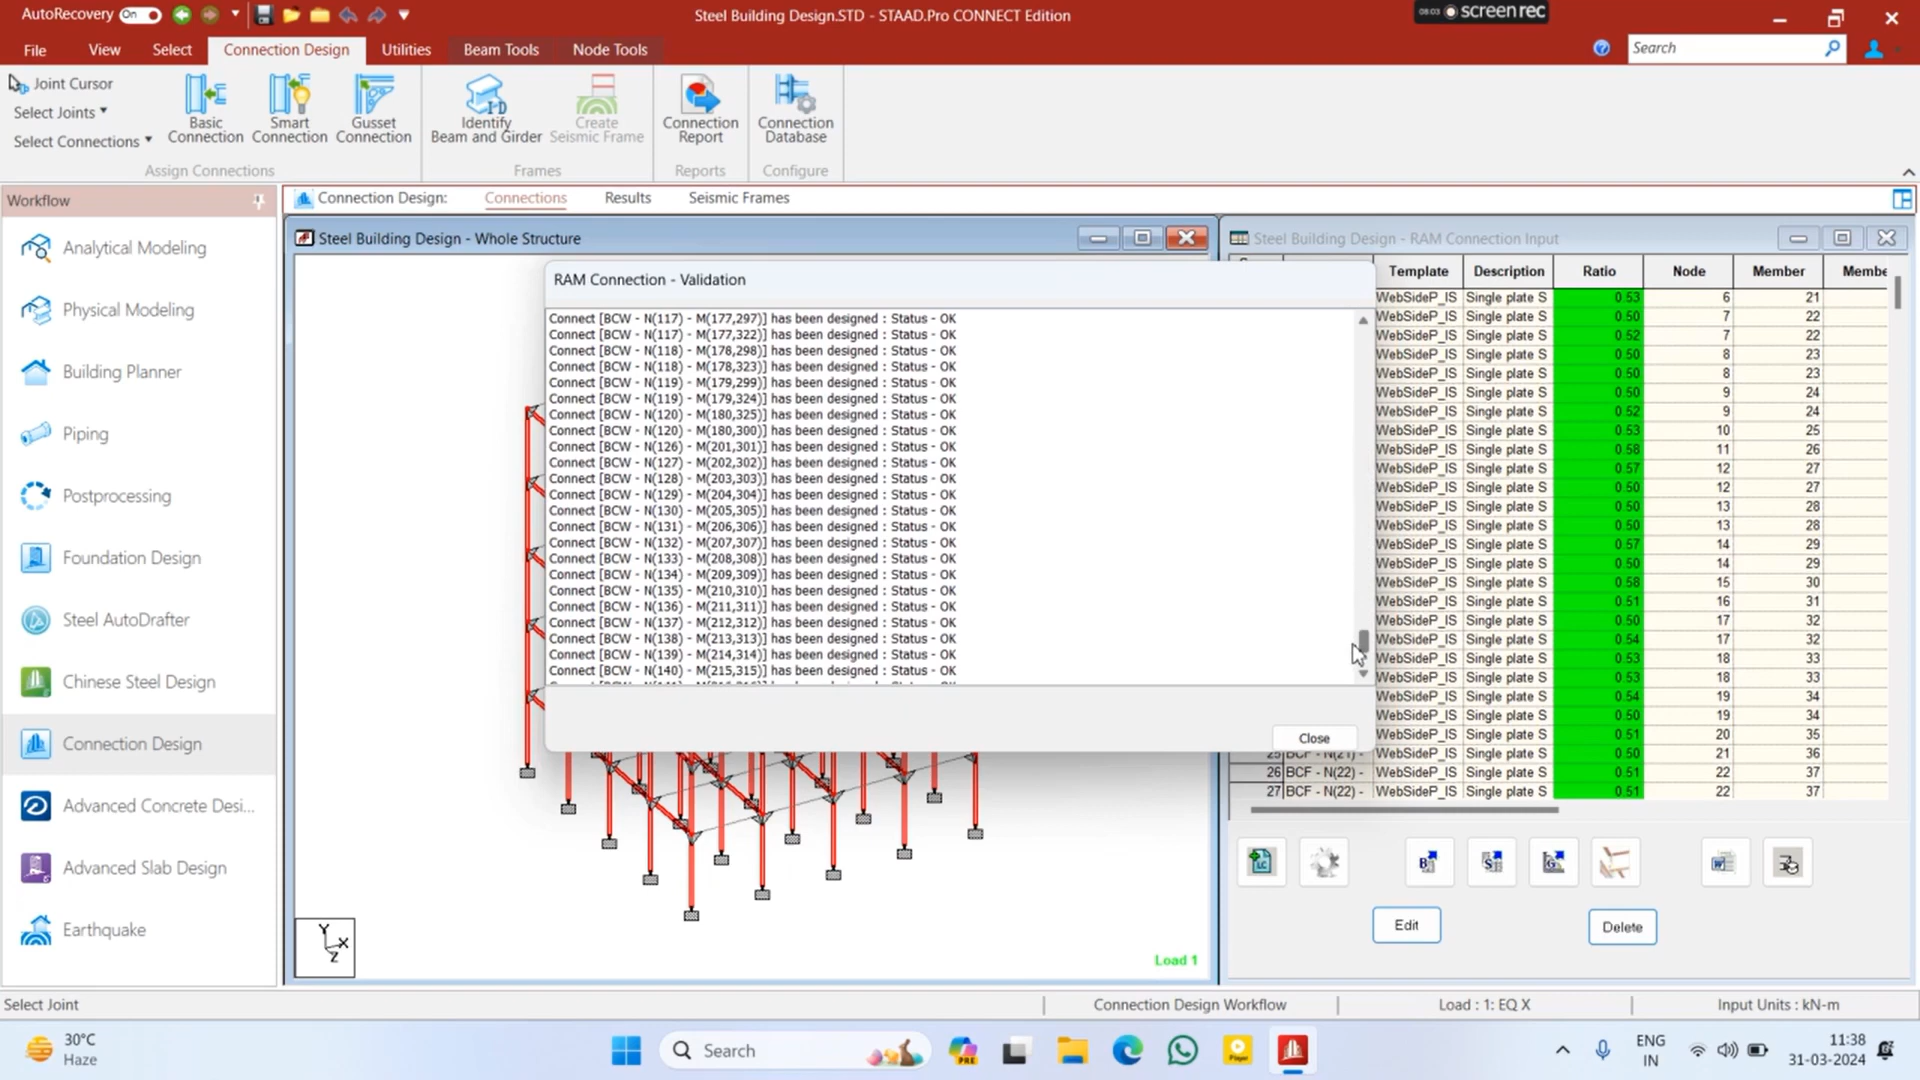 AutoRecovery On
Steel Building Design.STD - STAAD.Pro CONNECT Edition
08:03 screen rec
File View Select Connection Design Utilities Beam Tools Node Tools
Search
Joint Cursor
Select Joints
Select Connections
Basic Connection
Smart Connection
Gusset Connection
Identify Beam and Girder
Create Seismic Frame
Connection Report
Connection Database
Assign Connections Frames Reports Configure
Workflow
Analytical Modeling
Physical Modeling
Building Planner
Piping
Postprocessing
Foundation Design
Steel AutoDrafter
Chinese Steel Design
Connection Design
Advanced Concrete Desi...
Advanced Slab Design
Earthquake
Connection Design: Connections Results Seismic Frames
Steel Building Design - Whole Structure
RAM Connection - Validation
Connect [BCW - N(117) - M(177,297)] has been designed : Status - OK
Connect [BCW - N(117) - M(177,322)] has been designed : Status - OK
Connect [BCW - N(118) - M(178,298)] has been designed : Status - OK
Connect [BCW - N(118) - M(178,323)] has been designed : Status - OK
Connect [BCW - N(119) - M(179,299)] has been designed : Status - OK
Connect [BCW - N(119) - M(179,324)] has been designed : Status - OK
Connect [BCW - N(120) - M(180,325)] has been designed : Status - OK
Connect [BCW - N(120) - M(180,300)] has been designed : Status - OK
Connect [BCW - N(126) - M(201,301)] has been designed : Status - OK
Connect [BCW - N(127) - M(202,302)] has been designed : Status - OK
Connect [BCW - N(128) - M(203,303)] has been designed : Status - OK
Connect [BCW - N(129) - M(204,304)] has been designed : Status - OK
Connect [BCW - N(130) - M(205,305)] has been designed : Status - OK
Connect [BCW - N(131) - M(206,306)] has been designed : Status - OK
Connect [BCW - N(132) - M(207,307)] has been designed : Status - OK
Connect [BCW - N(133) - M(208,308)] has been designed : Status - OK
Connect [BCW - N(134) - M(209,309)] has been designed : Status - OK
Connect [BCW - N(135) - M(210,310)] has been designed : Status - OK
Connect [BCW - N(136) - M(211,311)] has been designed : Status - OK
Connect [BCW - N(137) - M(212,312)] has been designed : Status - OK
Connect [BCW - N(138) - M(213,313)] has been designed : Status - OK
Connect [BCW - N(139) - M(214,314)] has been designed : Status - OK
Connect [BCW - N(140) - M(215,315)] has been designed : Status - OK
Close
Y X Z
Load 1
Steel Building Design - RAM Connection Input
Template Description Ratio Node Member Membe
WebSideP_IS Single plate S 0.53 6 21
WebSideP_IS Single plate S 0.50 7 22
WebSideP_IS Single plate S 0.52 7 22
WebSideP_IS Single plate S 0.50 8 23
WebSideP_IS Single plate S 0.50 8 23
WebSideP_IS Single plate S 0.50 9 24
WebSideP_IS Single plate S 0.52 9 24
WebSideP_IS Single plate S 0.53 10 25
WebSideP_IS Single plate S 0.58 11 26
WebSideP_IS Single plate S 0.57 12 27
WebSideP_IS Single plate S 0.50 12 27
WebSideP_IS Single plate S 0.50 13 28
WebSideP_IS Single plate S 0.50 13 28
WebSideP_IS Single plate S 0.57 14 29
WebSideP_IS Single plate S 0.50 14 29
WebSideP_IS Single plate S 0.58 15 30
WebSideP_IS Single plate S 0.51 16 31
WebSideP_IS Single plate S 0.50 17 32
WebSideP_IS Single plate S 0.54 17 32
WebSideP_IS Single plate S 0.53 18 33
WebSideP_IS Single plate S 0.53 18 33
WebSideP_IS Single plate S 0.54 19 34
WebSideP_IS Single plate S 0.50 19 34
WebSideP_IS Single plate S 0.51 20 35
25 BCF - N(21) - WebSideP_IS Single plate S 0.50 21 36
26 BCF - N(22) - WebSideP_IS Single plate S 0.51 22 37
27 BCF - N(22) - WebSideP_IS Single plate S 0.51 22 37
Edit Delete
Select Joint
Connection Design Workflow
Load : 1: EQ X
Input Units : kN-m
30°C
Haze
Search
PRE
Player
ENG
IN
11:38
31-03-2024